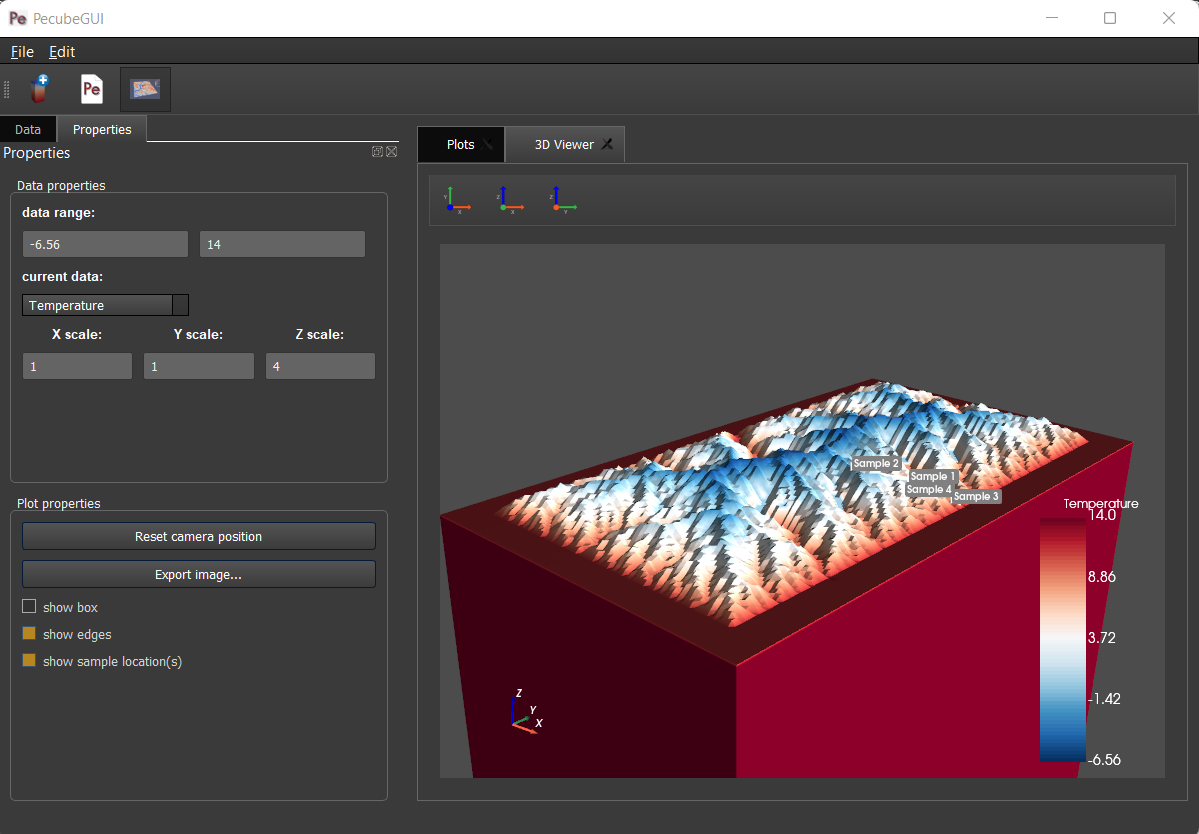 Pe PecubeGUI
File Edit
Pe
Data Properties
Properties
Data properties
data range:
-6.56 14
current data:
Temperature
X scale: Y scale: Z scale:
1 1 4
Plot properties
Reset camera position
Export image...
show box
show edges
show sample location(s)
Plots 3D Viewer
Y X Z X Z Y
Sample 2
Sample 1
Sample 4
Sample 3
Temperature
14.0
8.86
3.72
-1.42
-6.56
Z
Y
X